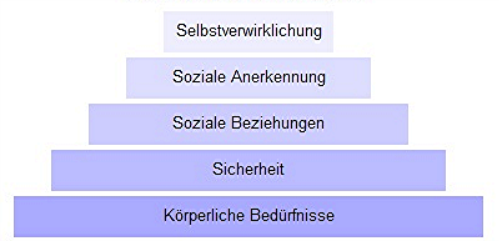 Selbstverwirklichung
Soziale Anerkennung
Soziale Beziehungen
Sicherheit
Körperliche Bedürfnisse